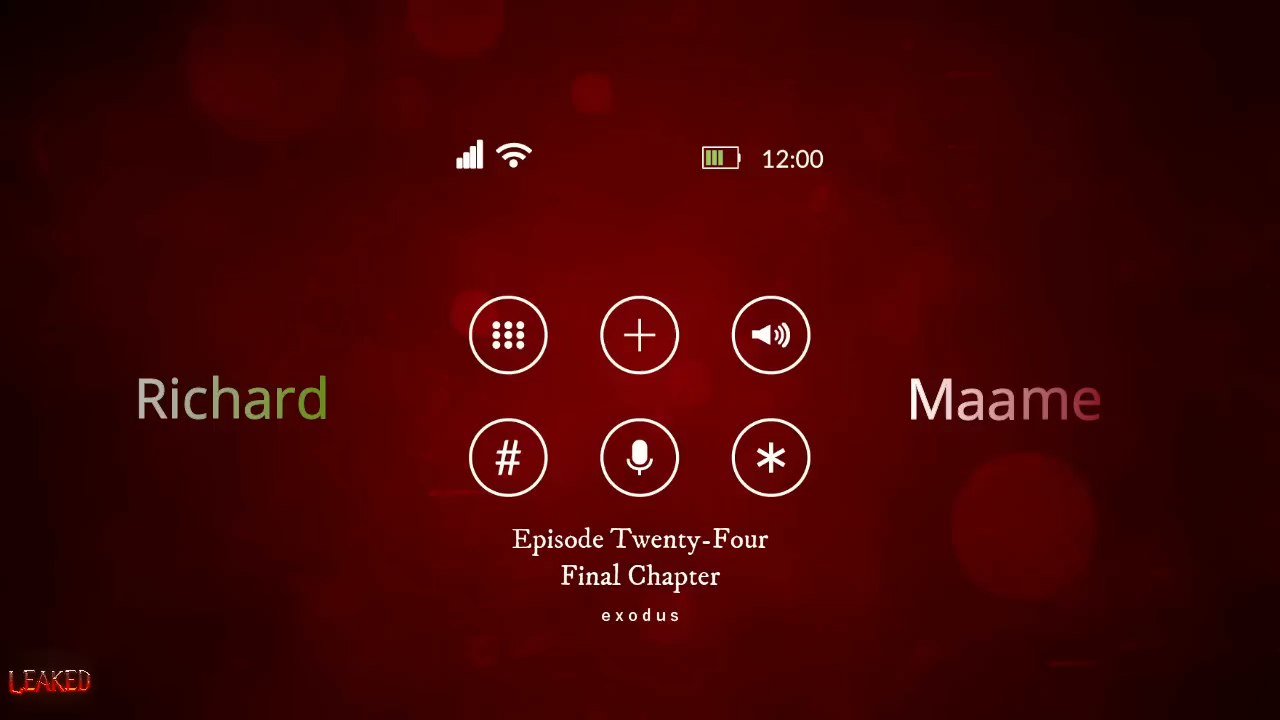 12:00
Richard
Maame
#
*
Episode Twenty-Four
Final Chapter
exodus
LEAKED